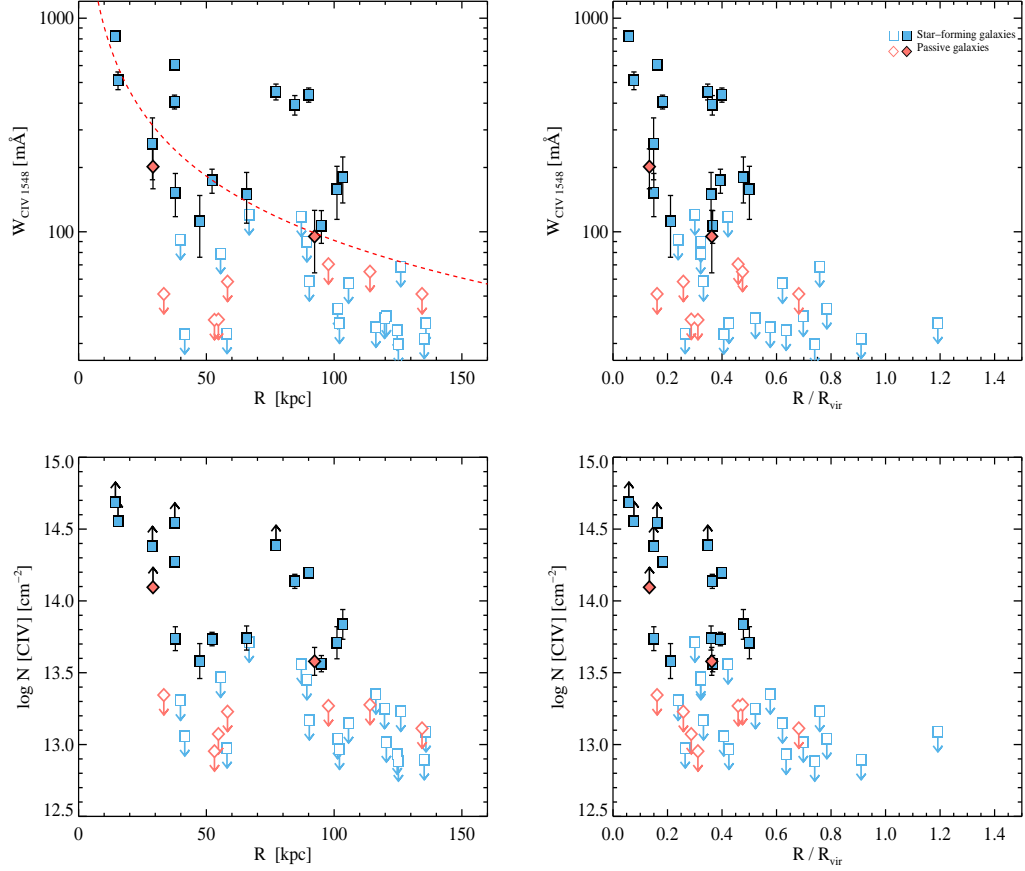 1000
100
W_CIV 1548 [mÅ]
0 50 100 150
R [kpc]
Star−forming galaxies
Passive galaxies
1000
100
W_CIV 1548 [mÅ]
0.0 0.2 0.4 0.6 0.8 1.0 1.2 1.4
R / R_vir
15.0
14.5
14.0
13.5
13.0
12.5
log N [CIV] [cm⁻²]
0 50 100 150
R [kpc]
15.0
14.5
14.0
13.5
13.0
12.5
log N [CIV] [cm⁻²]
0.0 0.2 0.4 0.6 0.8 1.0 1.2 1.4
R / R_vir